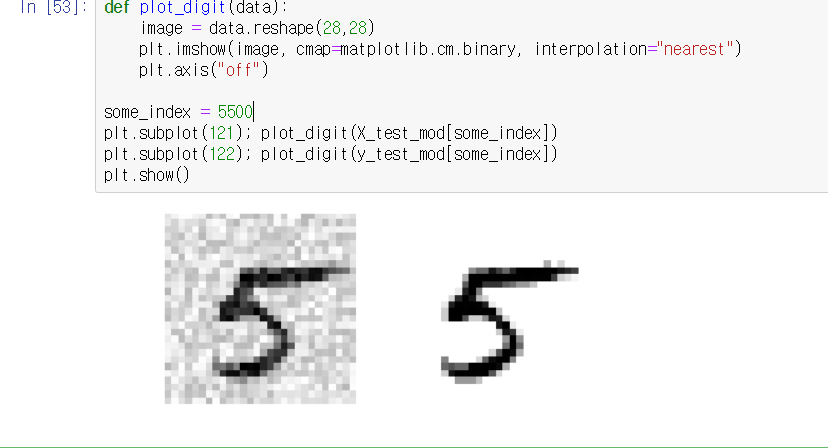 In [53]: def plot_digit(data):
    image = data.reshape(28,28)
    plt.imshow(image, cmap=matplotlib.cm.binary, interpolation="nearest")
    plt.axis("off")
some_index = 5500
plt.subplot(121); plot_digit(X_test_mod[some_index])
plt.subplot(122); plot_digit(y_test_mod[some_index])
plt.show()
5 5